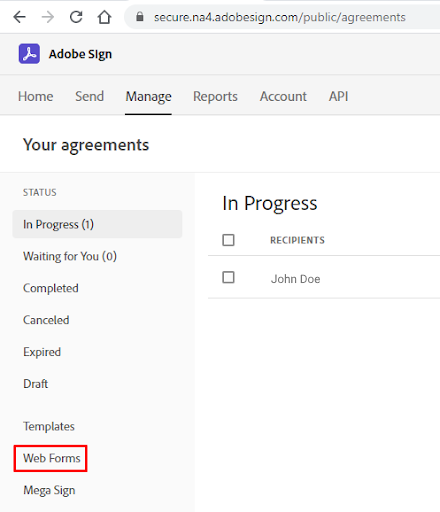 secure.na4.adobesign.com/public/agreements
Adobe Sign
Home Send Manage Reports Account API
Your agreements
STATUS
In Progress (1)
Waiting for You (0)
Completed
Canceled
Expired
Draft
Templates
Web Forms
Mega Sign
In Progress
RECIPIENTS
John Doe